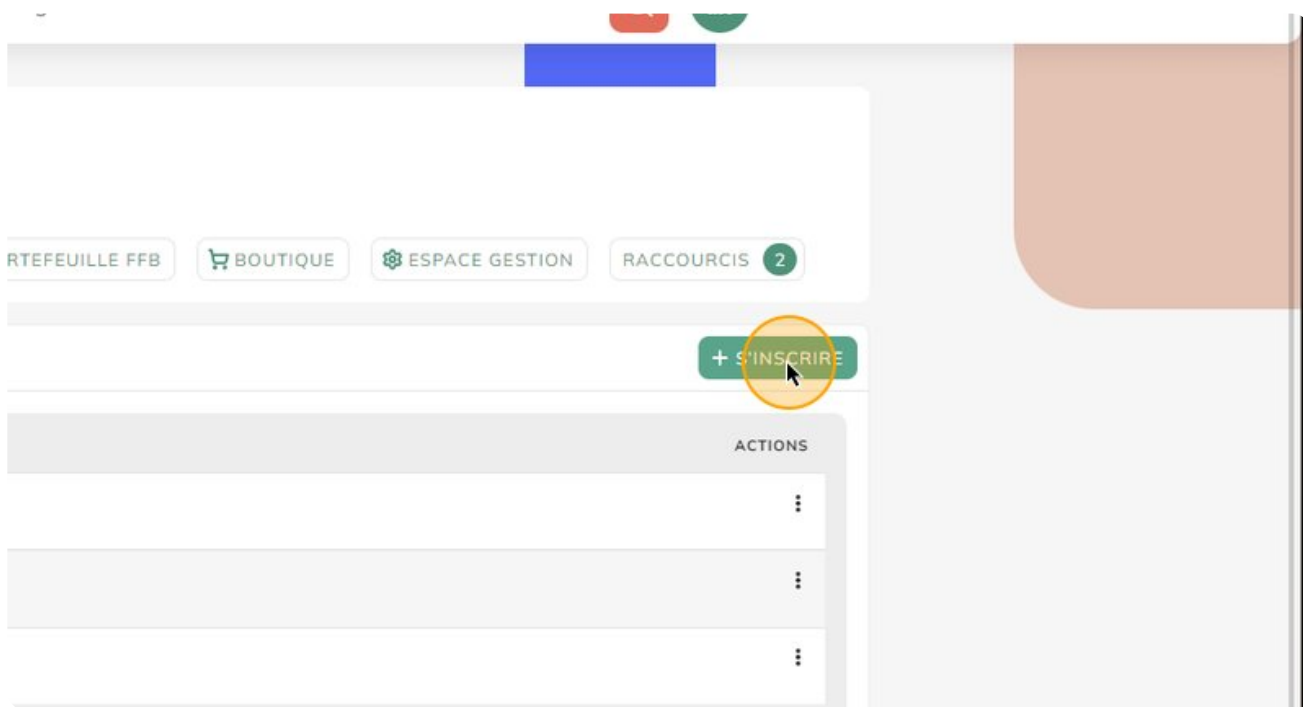 RTEFEUILLE FFB BOUTIQUE ESPACE GESTION RACCOURCIS 2
+ S'INSCRIRE
ACTIONS